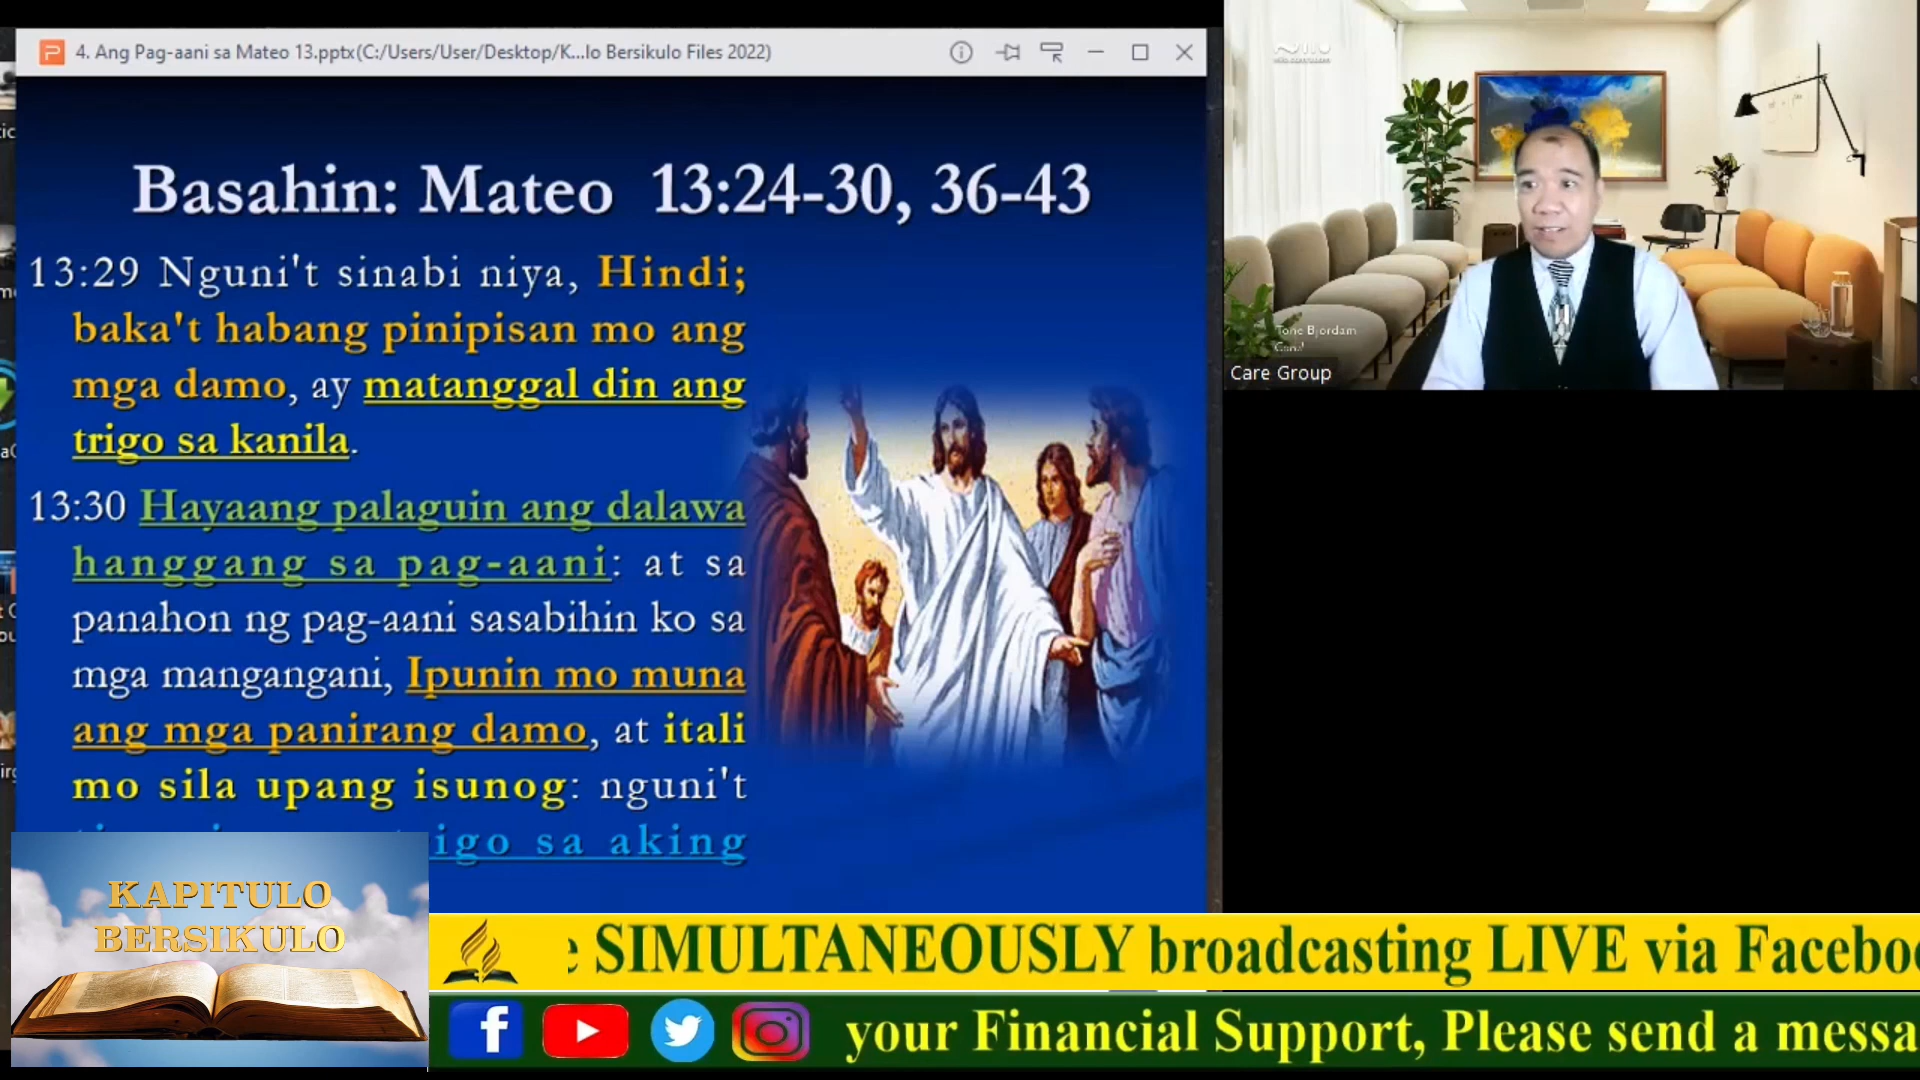 4. Ang Pag-aani sa Mateo 13.pptx(C:/Users/User/Desktop/K...lo Bersikulo Files 2022)
Basahin: Mateo 13:24-30, 36-43
13:29 Nguni't sinabi niya, Hindi;
baka't habang pinipisan mo ang
mga damo, ay matanggal din ang
trigo sa kanila.
13:30 Hayaang palaguin ang dalawa
hanggang sa pag-aani: at sa
panahon ng pag-aani sasabihin ko sa
mga mangangani, Ipunin mo muna
ang mga panirang damo, at itali
mo sila upang isunog: nguni't
sa aking
Tone Bjordam
Care Group
KAPITULO
BERSIKULO
SIMULTANEOUSLY broadcasting LIVE via Faceboo
your Financial Support, Please send a messa